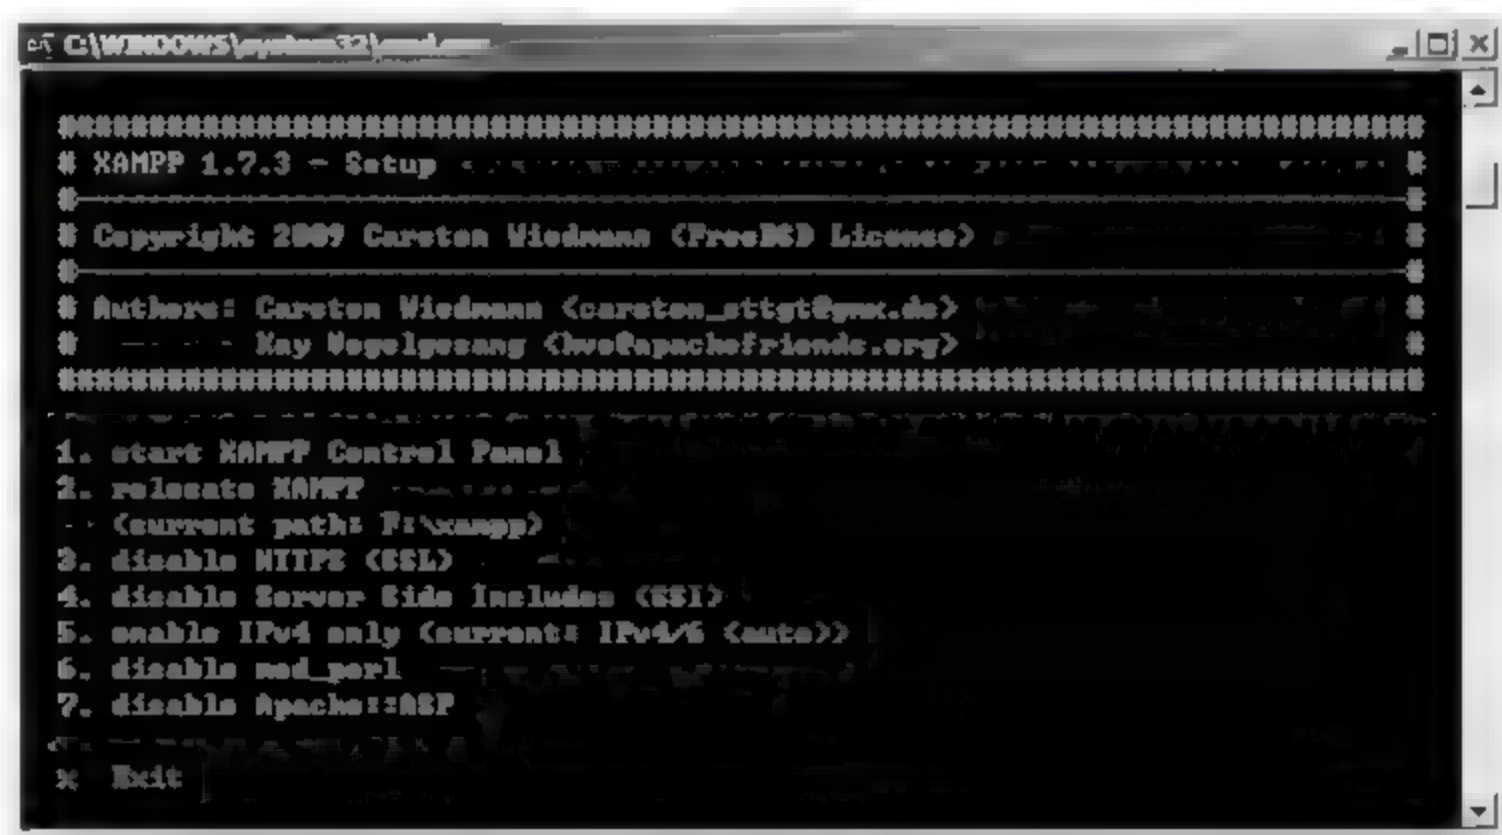 C:\WINDOWS\system32\cmd.exe
################################################################################
# XAMPP 1.7.3 - Setup #
#------------------------------------------------------------------------------#
# Copyright 2009 Carsten Wiedmann (FreeBSD License) #
#------------------------------------------------------------------------------#
# Authors: Carsten Wiedmann <carsten_sttgt@gmx.de> #
# Kay Vogelgesang <kvo@apachefriends.org> #
################################################################################
1. start XAMPP Control Panel
2. relocate XAMPP
(current path: F:\xampp)
3. disable HTTPS (SSL)
4. disable Server Side Includes (SSI)
5. enable IPv4 only (current: IPv4/6 (auto))
6. disable mod_perl
7. disable Apache::ASP
x Exit